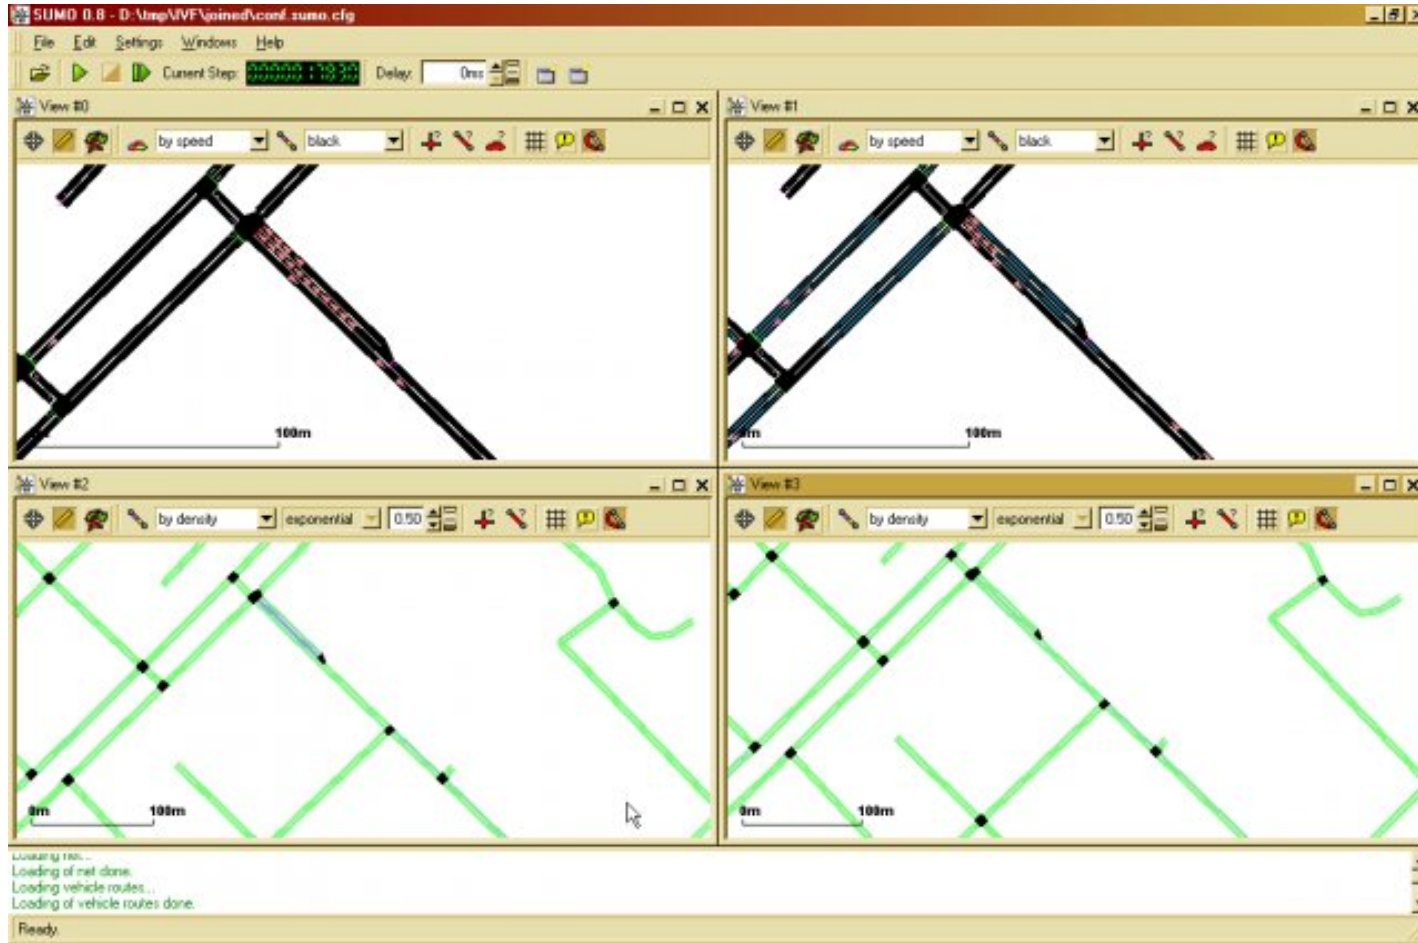 SUMO 0.8 - D:\tmp\IVF\joined\conf.sumo.cfg
File Edit Settings Windows Help
Current Step: Delay: 0ms
View #0
by speed black
100m
View #1
by speed black
0m 100m
View #2
by density exponential 0.50
0m 100m
View #3
by density exponential 0.50
0m 100m
Loading net...
Loading of net done.
Loading vehicle routes...
Loading of vehicle routes done.
Ready.